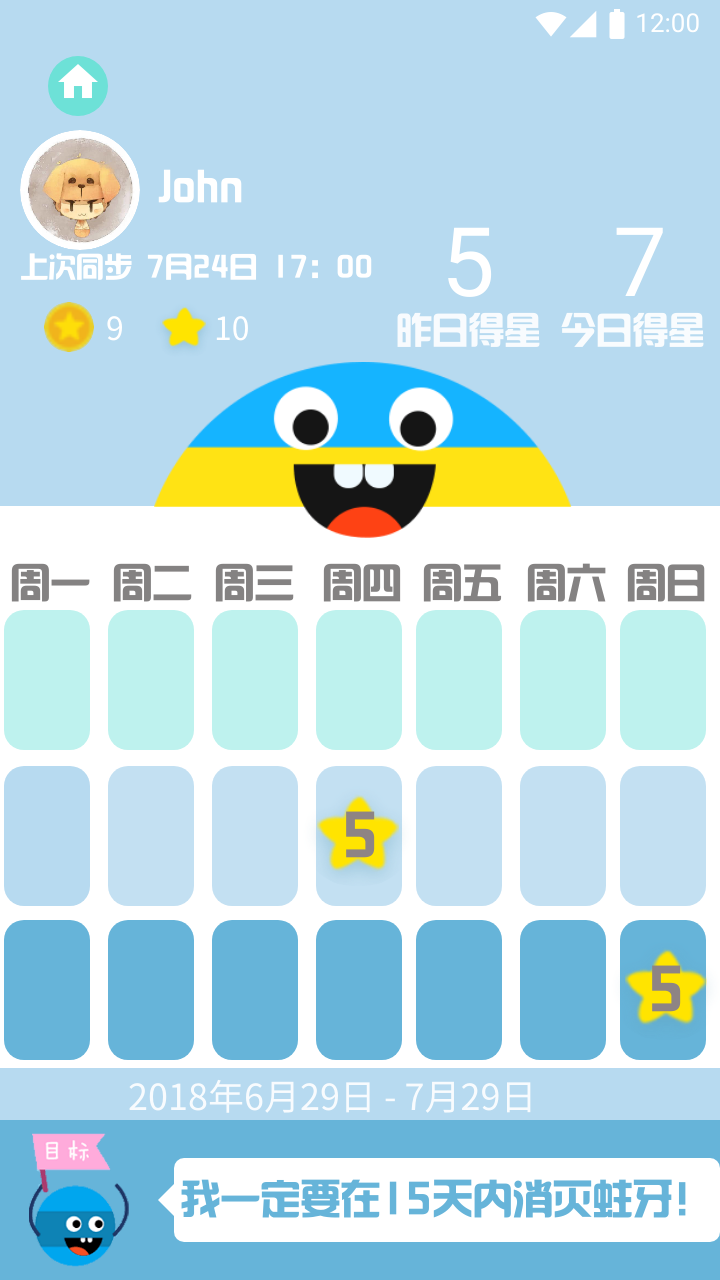 12:00
John
上次同步 7月24日 17：00
5 7
9 10
昨日得星 今日得星
周一 周二 周三 周四 周五 周六 周日
5
5
2018年6月29日 - 7月29日
目标
我一定要在15天内消灭蛀牙！